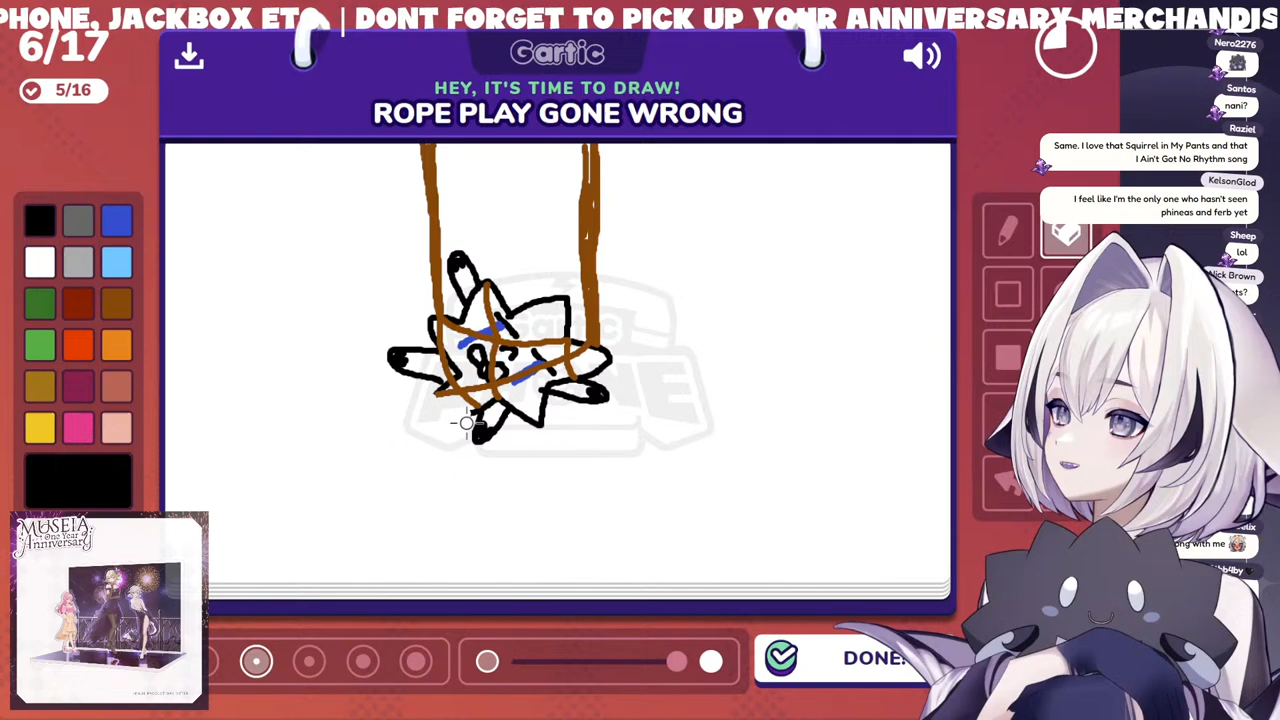 PHONE, JACKBOX ETC. | DONT FORGET TO PICK UP YOUR ANNIVERSARY MERCHANDIS
6/17
5/16
Gartic
HEY, IT'S TIME TO DRAW!
ROPE PLAY GONE WRONG
Nero2276
Santos
nani?
Raziel
Same. I love that Squirrel in My Pants and that
I Ain't Got No Rhythm song
KelsonGlod
I feel like I'm the only one who hasn't seen
phineas and ferb yet
Sheep
lol
Nick Brown
MUSEIA
One Year
Anniversary
DONE!